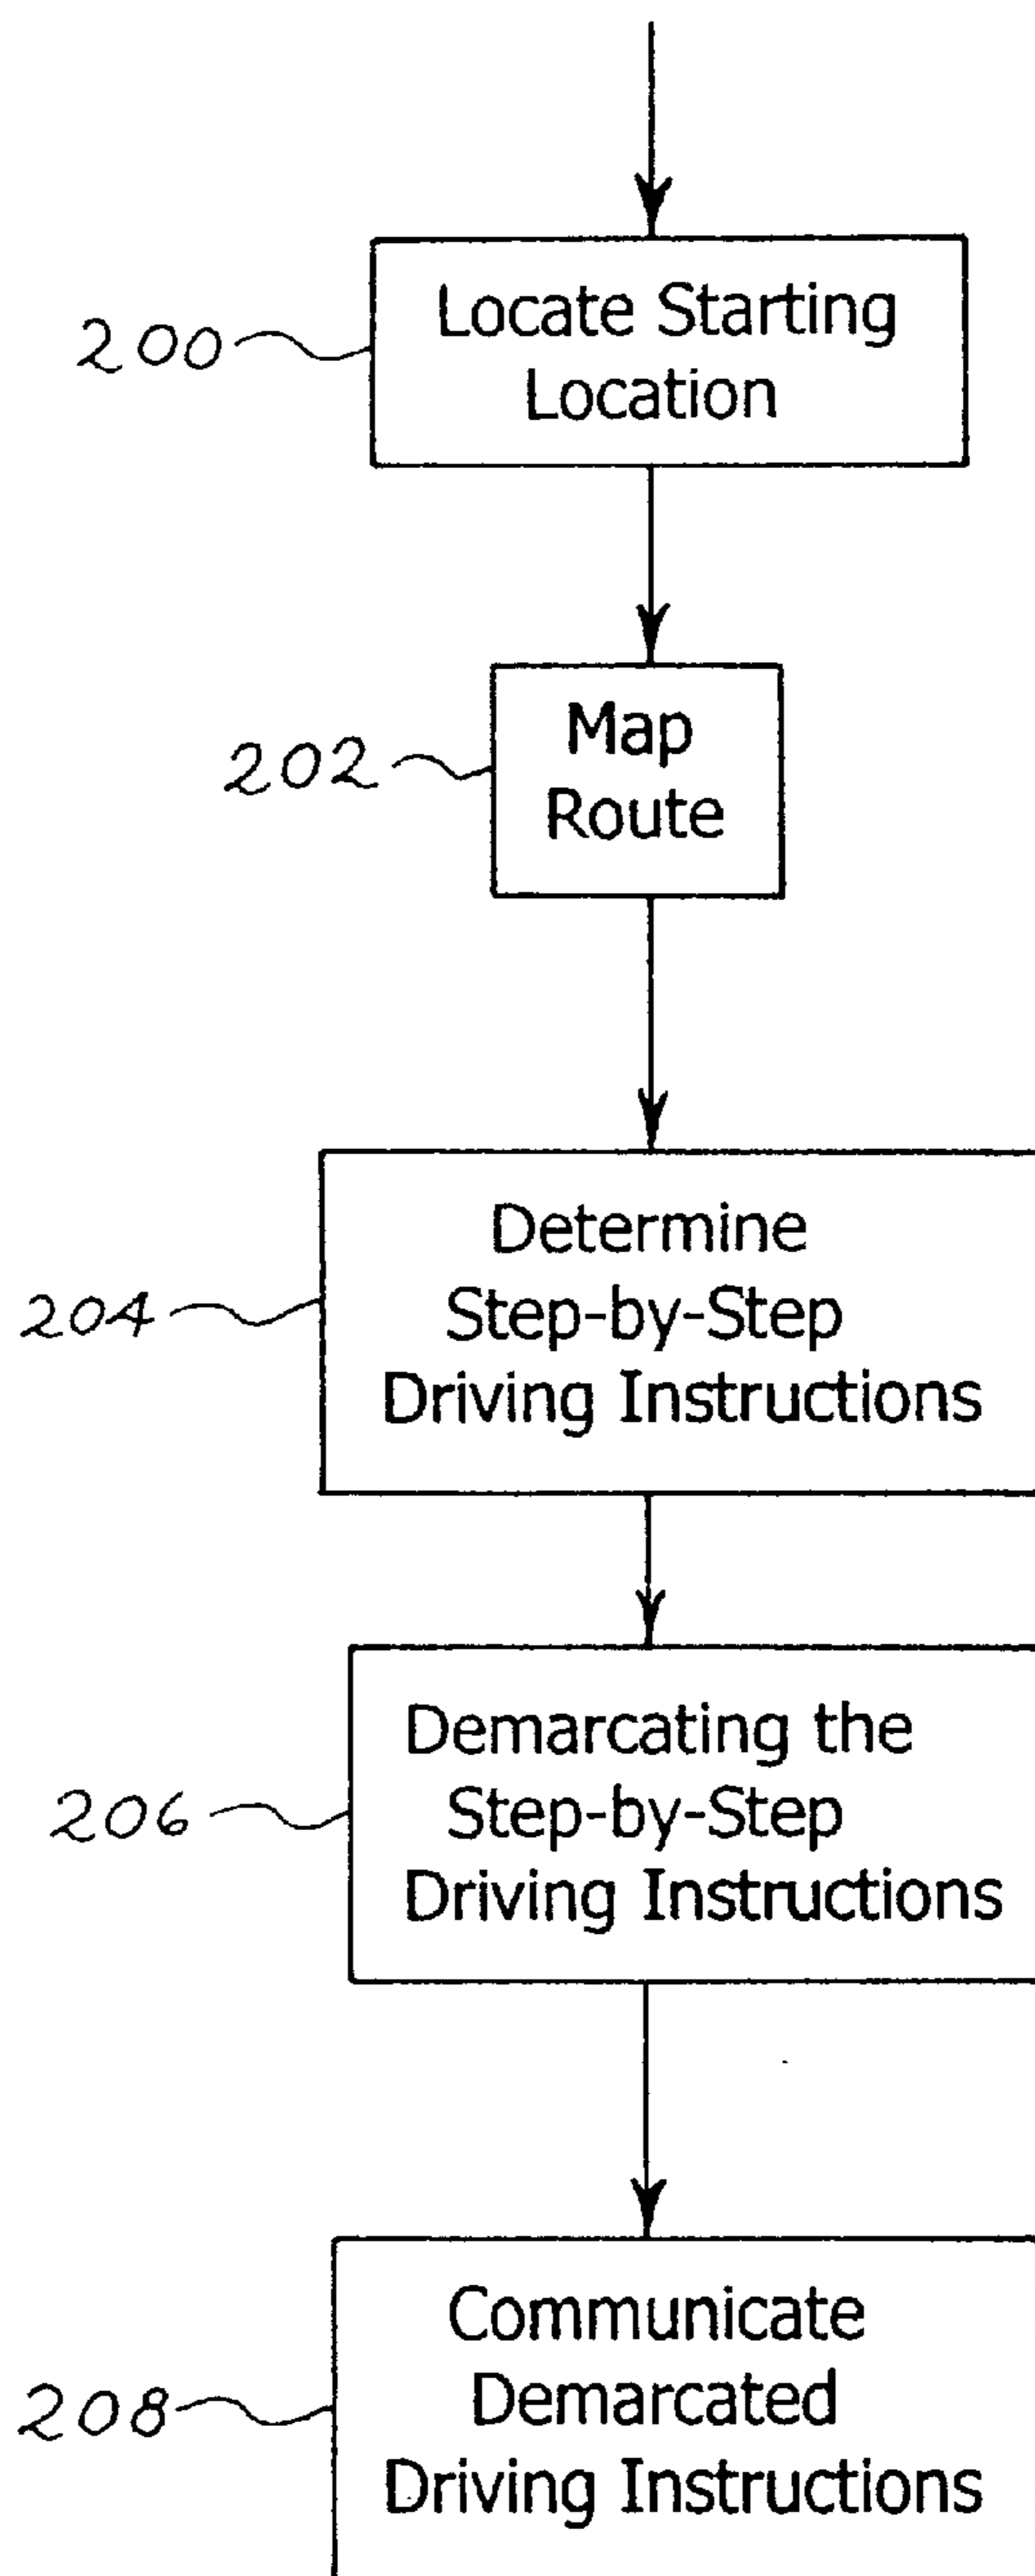 200
Locate Starting
Location
202
Map
Route
204
Determine
Step-by-Step
Driving Instructions
206
Demarcating the
Step-by-Step
Driving Instructions
208
Communicate
Demarcated
Driving Instructions